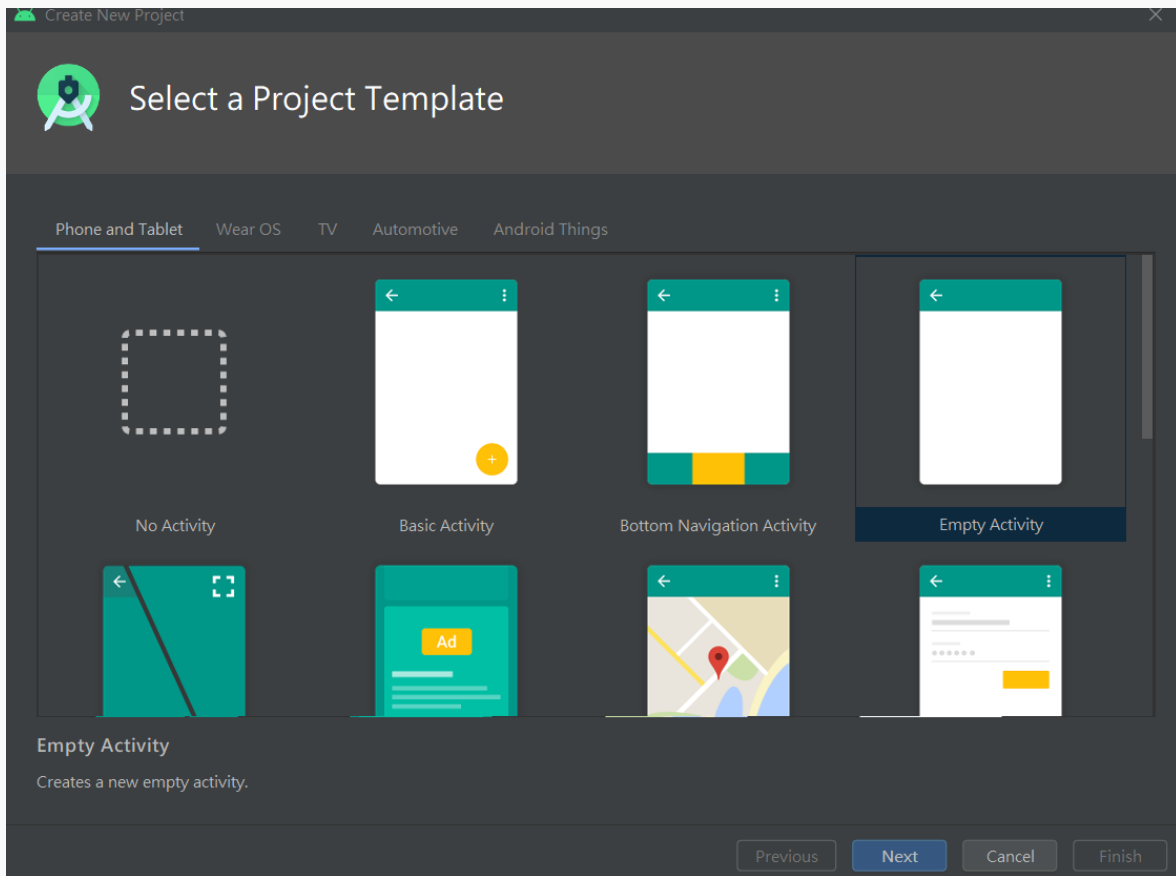 Create New Project
Select a Project Template
Phone and Tablet Wear OS TV Automotive Android Things
No Activity Basic Activity Bottom Navigation Activity Empty Activity
Ad
Empty Activity
Creates a new empty activity.
Previous Next Cancel Finish